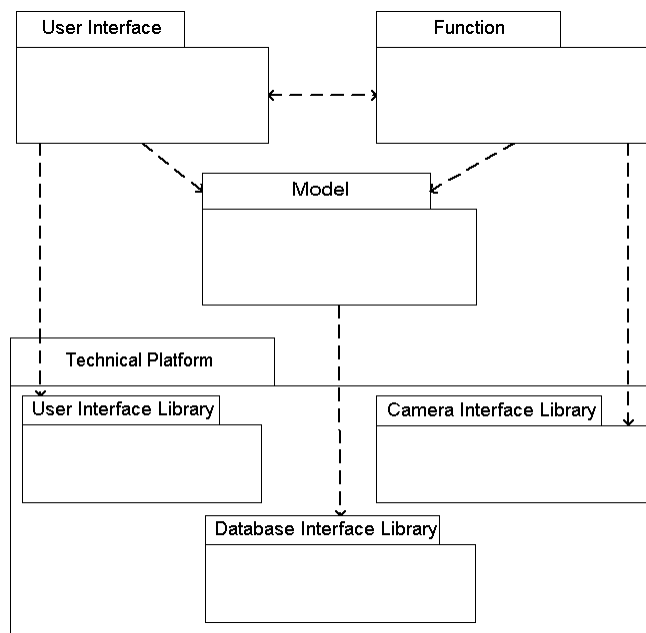 User Interface
Function
Model
Technical Platform
User Interface Library
Camera Interface Library
Database Interface Library